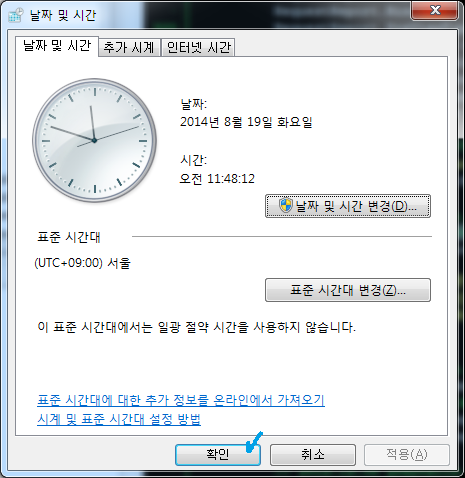 날짜 및 시간
날짜 및 시간 추가 시계 인터넷 시간
날짜:
2014년 8월 19일 화요일
시간:
오전 11:48:12
날짜 및 시간 변경(D)...
표준 시간대
(UTC+09:00) 서울
표준 시간대 변경(Z)...
이 표준 시간대에서는 일광 절약 시간을 사용하지 않습니다.
표준 시간대에 대한 추가 정보를 온라인에서 가져오기
시계 및 표준 시간대 설정 방법
확인 취소 적용(A)